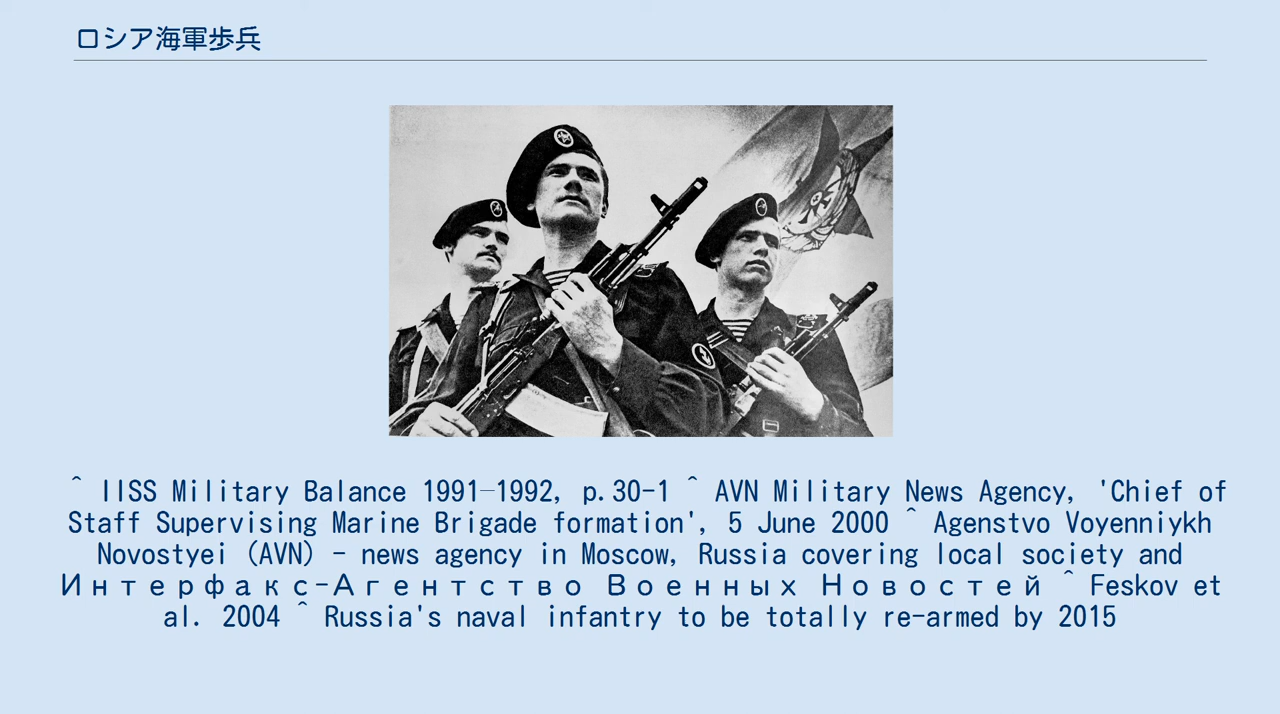 ロシア海軍歩兵
^ IISS Military Balance 1991–1992, p.30-1 ^ AVN Military News Agency, 'Chief of
Staff Supervising Marine Brigade formation', 5 June 2000 ^ Agenstvo Voyenniykh
Novostyei (AVN) - news agency in Moscow, Russia covering local society and
Интерфакс-Агентство Военных Новостей ^ Feskov et
al. 2004 ^ Russia's naval infantry to be totally re-armed by 2015